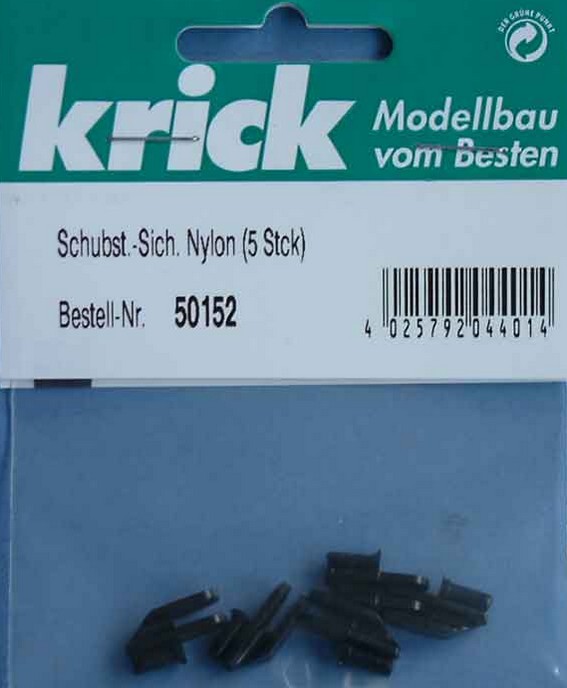 DER GRÜNE PUNKT
krick
Modellbau
vom Besten
Schubst.-Sich. Nylon (5 Stck)
Bestell-Nr. 50152
4 025792 044014